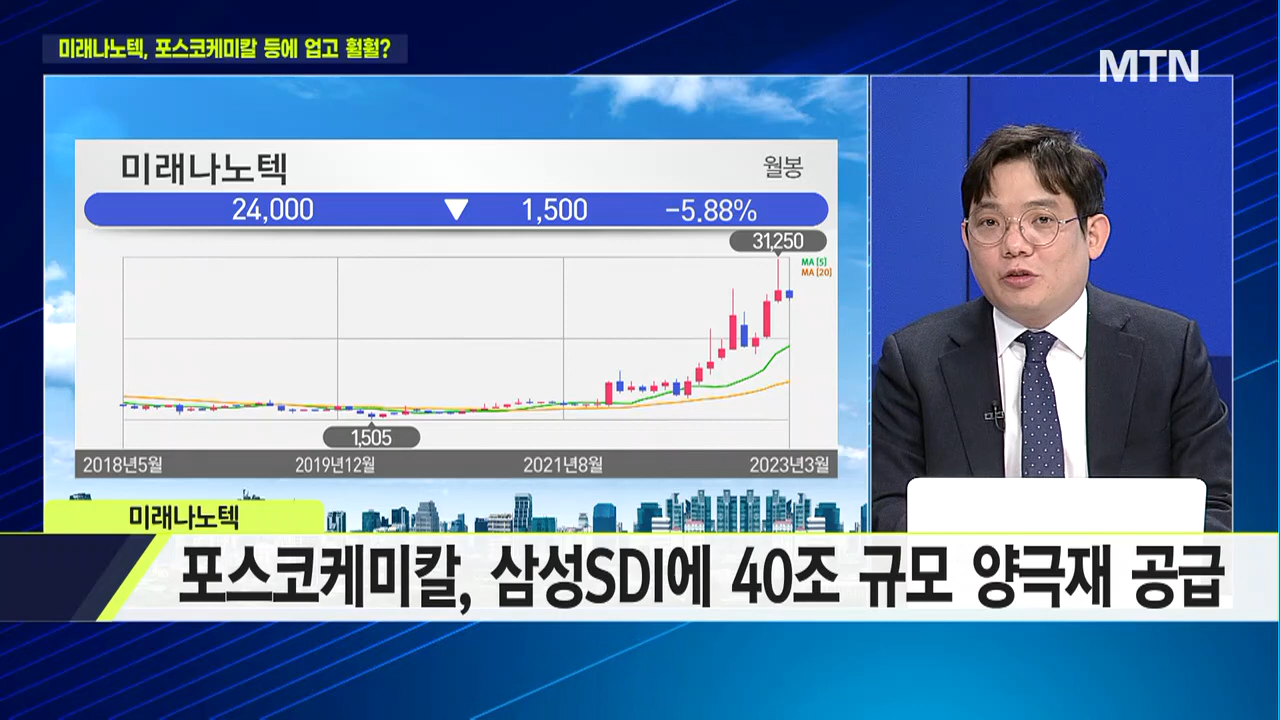 미래나노텍, 포스코케미칼 등에 업고 훨훨?
MTN
미래나노텍
월봉
24,000 ▼ 1,500 -5.88%
31,250
MA [5]
MA [20]
1,505
2018년5월 2019년12월 2021년8월 2023년3월
미래나노텍
포스코케미칼, 삼성SDI에 40조 규모 양극재 공급